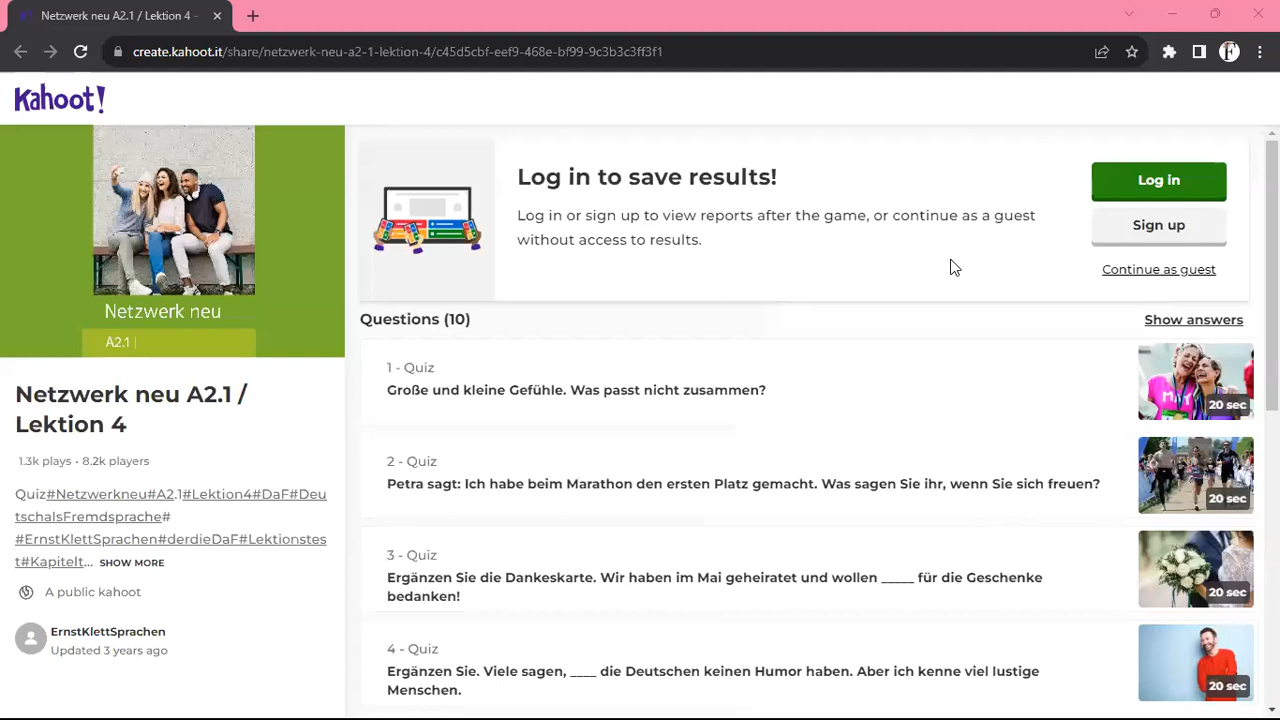 Netzwerk neu A2.1 / Lektion 4 -
create.kahoot.it/share/netzwerk-neu-a2-1-lektion-4/c45d5cbf-eef9-468e-bf99-9c3b3c3ff3f1
Kahoot!
Netzwerk neu
A2.1
Netzwerk neu A2.1 /
Lektion 4
1.3k plays • 8.2k players
Quiz#Netzwerkneu#A2.1#Lektion4#DaF#Deu
tschalsFremdsprache#
#ErnstKlettSprachen#derdieDaF#Lektionstes
t#Kapitelt... SHOW MORE
A public kahoot
ErnstKlettSprachen
Updated 3 years ago
Log in to save results!
Log in or sign up to view reports after the game, or continue as a guest
without access to results.
Log in
Sign up
Continue as guest
Questions (10)
Show answers
1 - Quiz
Große und kleine Gefühle. Was passt nicht zusammen?
20 sec
2 - Quiz
Petra sagt: Ich habe beim Marathon den ersten Platz gemacht. Was sagen Sie ihr, wenn Sie sich freuen?
20 sec
3 - Quiz
Ergänzen Sie die Dankeskarte. Wir haben im Mai geheiratet und wollen _____ für die Geschenke
bedanken!
20 sec
4 - Quiz
Ergänzen Sie. Viele sagen, ____ die Deutschen keinen Humor haben. Aber ich kenne viel lustige
Menschen.
20 sec